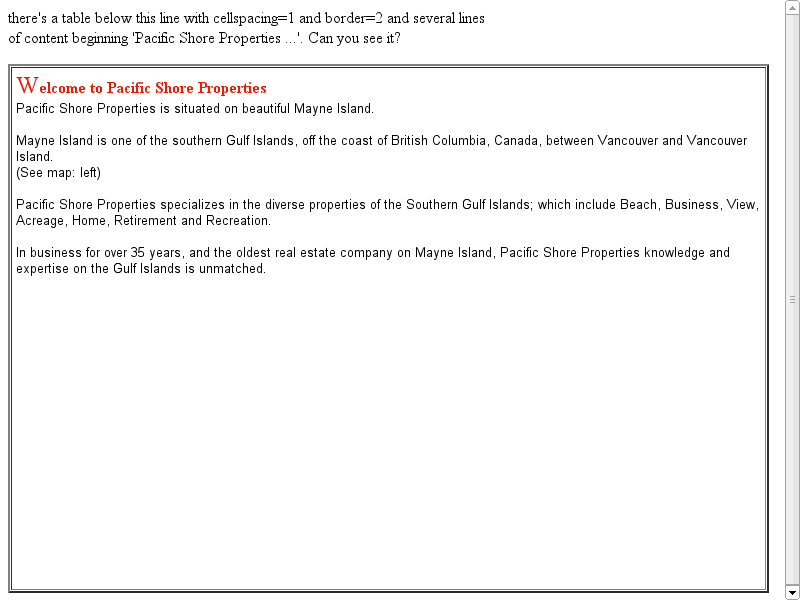 there's a table below this line with cellspacing=1 and border=2 and several lines
of content beginning 'Pacific Shore Properties ...'. Can you see it?
Welcome to Pacific Shore Properties
Pacific Shore Properties is situated on beautiful Mayne Island.
Mayne Island is one of the southern Gulf Islands, off the coast of British Columbia, Canada, between Vancouver and Vancouver
Island.
(See map: left)
Pacific Shore Properties specializes in the diverse properties of the Southern Gulf Islands; which include Beach, Business, View,
Acreage, Home, Retirement and Recreation.
In business for over 35 years, and the oldest real estate company on Mayne Island, Pacific Shore Properties knowledge and
expertise on the Gulf Islands is unmatched.